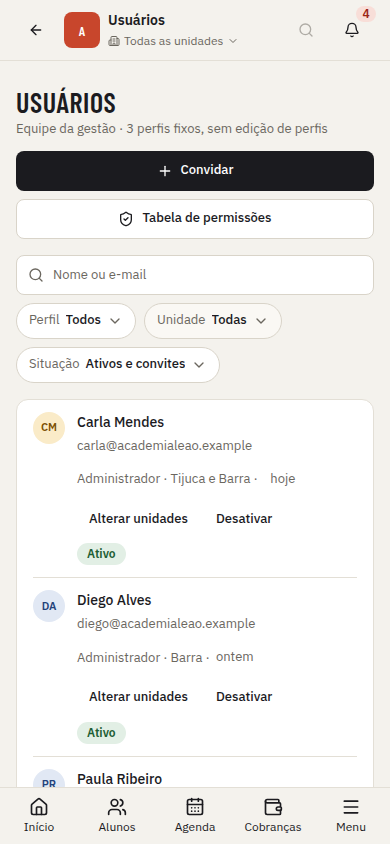 A
Usuários
Todas as unidades
4
USUÁRIOS
Equipe da gestão · 3 perfis fixos, sem edição de perfis
Convidar
Tabela de permissões
Nome ou e-mail
Perfil Todos
Unidade Todas
Situação Ativos e convites
CM
Carla Mendes
carla@academialeao.example
Administrador · Tijuca e Barra · hoje
Alterar unidades Desativar
Ativo
DA
Diego Alves
diego@academialeao.example
Administrador · Barra · ontem
Alterar unidades Desativar
Ativo
PR
Paula Ribeiro
Início Alunos Agenda Cobranças Menu